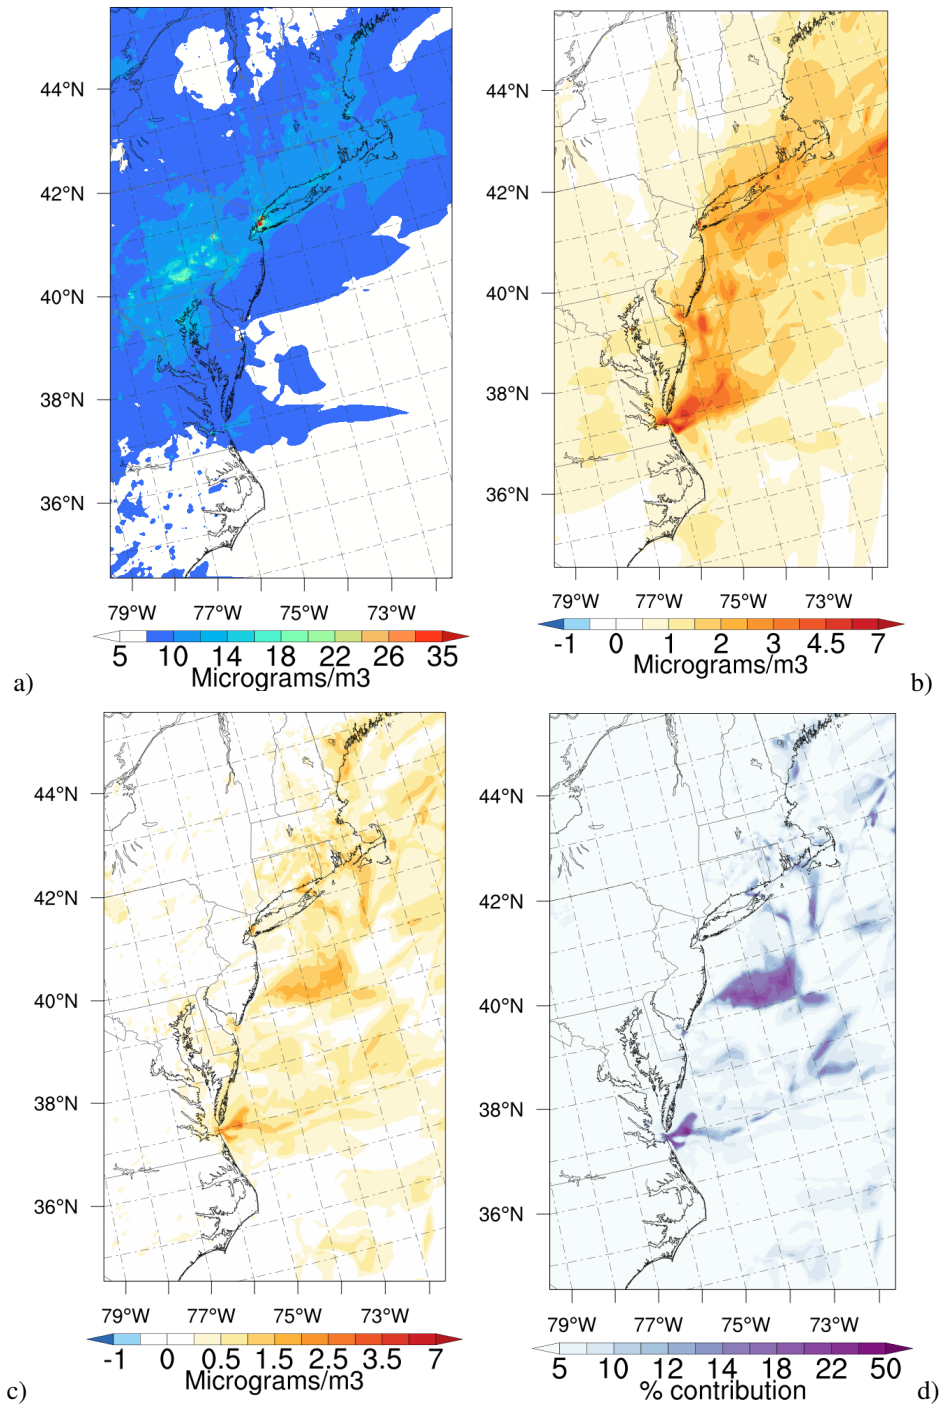 44°N
42°N
40°N
38°N
36°N
79°W 77°W 75°W 73°W
5 10 14 18 22 26 35
Micrograms/m3
a)
44°N
42°N
40°N
38°N
36°N
79°W 77°W 75°W 73°W
-1 0 1 2 3 4.5 7
Micrograms/m3
b)
44°N
42°N
40°N
38°N
36°N
79°W 77°W 75°W 73°W
-1 0 0.5 1.5 2.5 3.5 7
Micrograms/m3
c)
44°N
42°N
40°N
38°N
36°N
79°W 77°W 75°W 73°W
5 10 12 14 18 22 50
% contribution
d)